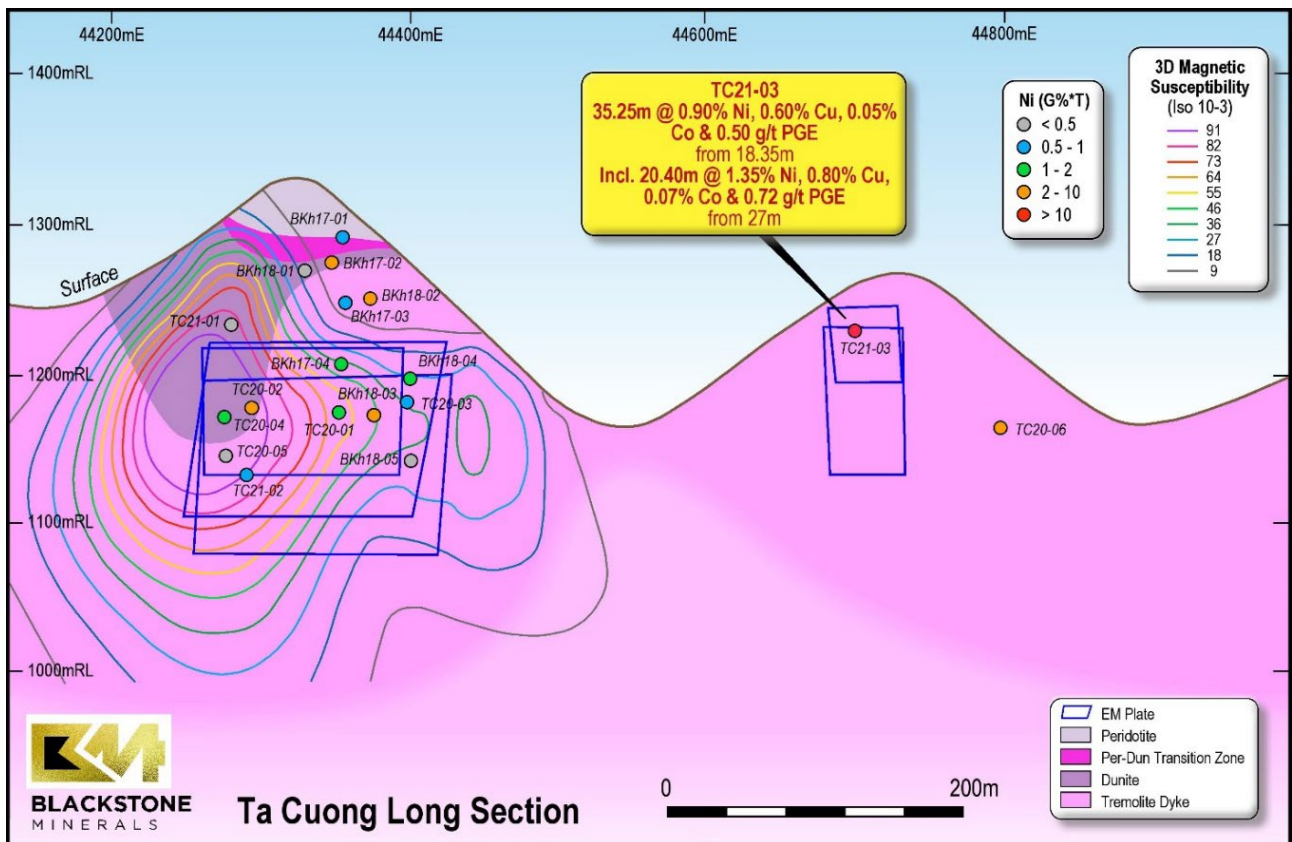 44200mE
44400mE
44600mE
44800mE
1400mRL
1300mRL
1200mRL
1100mRL
1000mRL
Surface
TC21-03
35.25m @ 0.90% Ni, 0.60% Cu, 0.05%
Co & 0.50 g/t PGE
from 18.35m
Incl. 20.40m @ 1.35% Ni, 0.80% Cu,
0.07% Co & 0.72 g/t PGE
from 27m
Ni (G%*T)
< 0.5
0.5 - 1
1 - 2
2 - 10
> 10
3D Magnetic
Susceptibility
(Iso 10-3)
91
82
73
64
55
46
36
27
18
9
BKh17-01
BKh18-01
BKh17-02
BKh18-02
BKh17-03
TC21-01
BKh17-04
BKh18-04
TC20-02
BKh18-03
TC20-03
TC20-04
TC20-01
TC20-05
BKh18-05
TC21-02
TC21-03
TC20-06
EM Plate
Peridotite
Per-Dun Transition Zone
Dunite
Tremolite Dyke
BLACKSTONE
MINERALS
Ta Cuong Long Section
0
200m